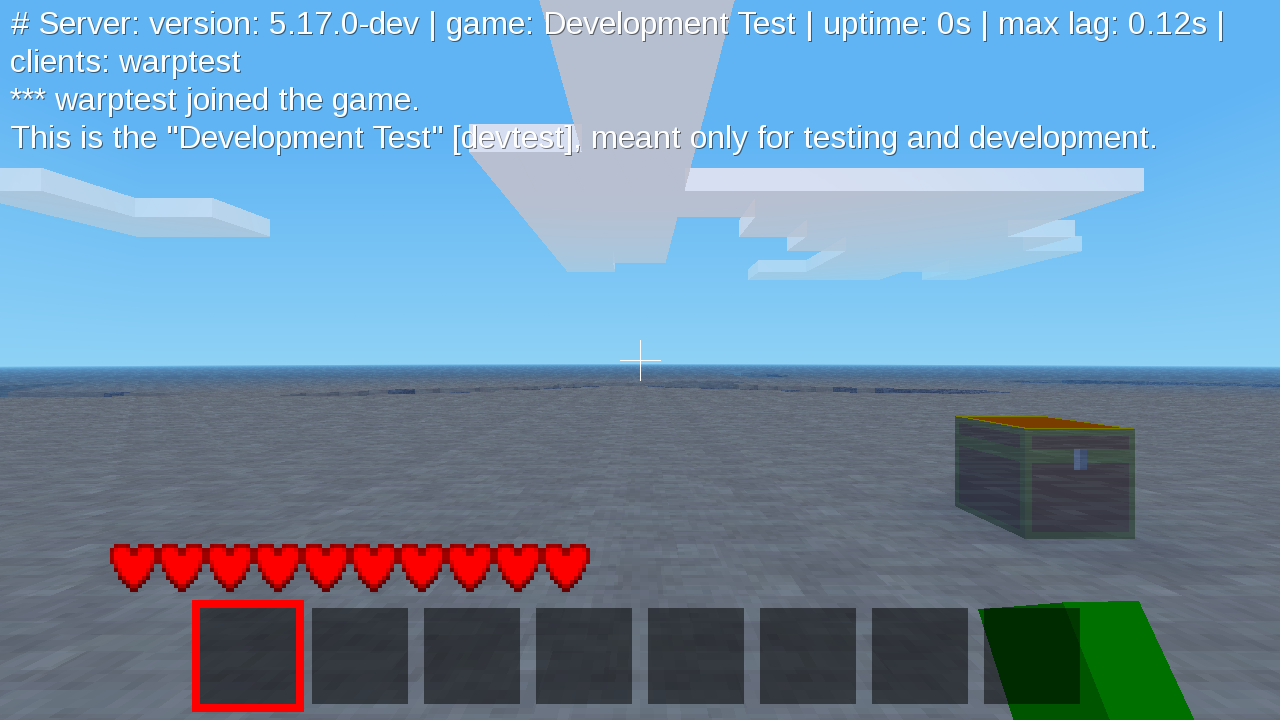 # Server: version: 5.17.0-dev | game: Development Test | uptime: 0s | max lag: 0.12s |
clients: warptest
*** warptest joined the game.
This is the "Development Test" [devtest], meant only for testing and development.